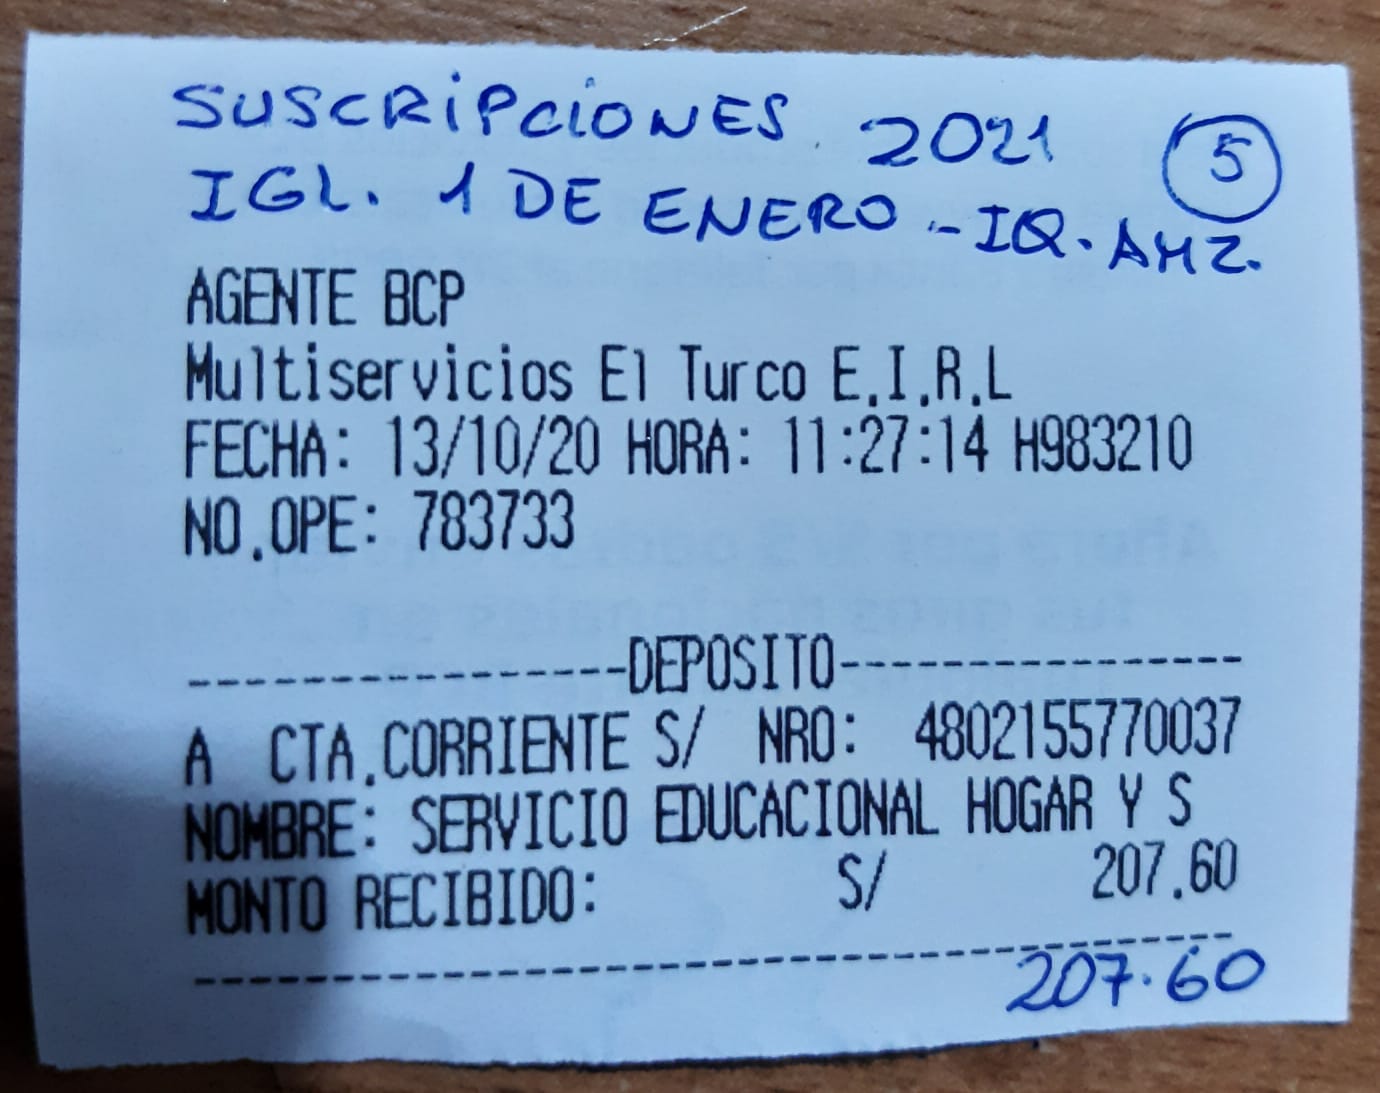 SUSCRIPCIONES 2021
5
IGL. 1 DE ENERO - IQ. AMZ.
AGENTE BCP
Multiservicios El Turco E.I.R.L
FECHA: 13/10/20 HORA: 11:27:14 H983210
NO.OPE: 783733
----------------DEPOSITO---------------
A CTA.CORRIENTE S/ NRO: 4802155770037
NOMBRE: SERVICIO EDUCACIONAL HOGAR Y S
MONTO RECIBIDO: S/ 207.60
---------------------------------------
207.60